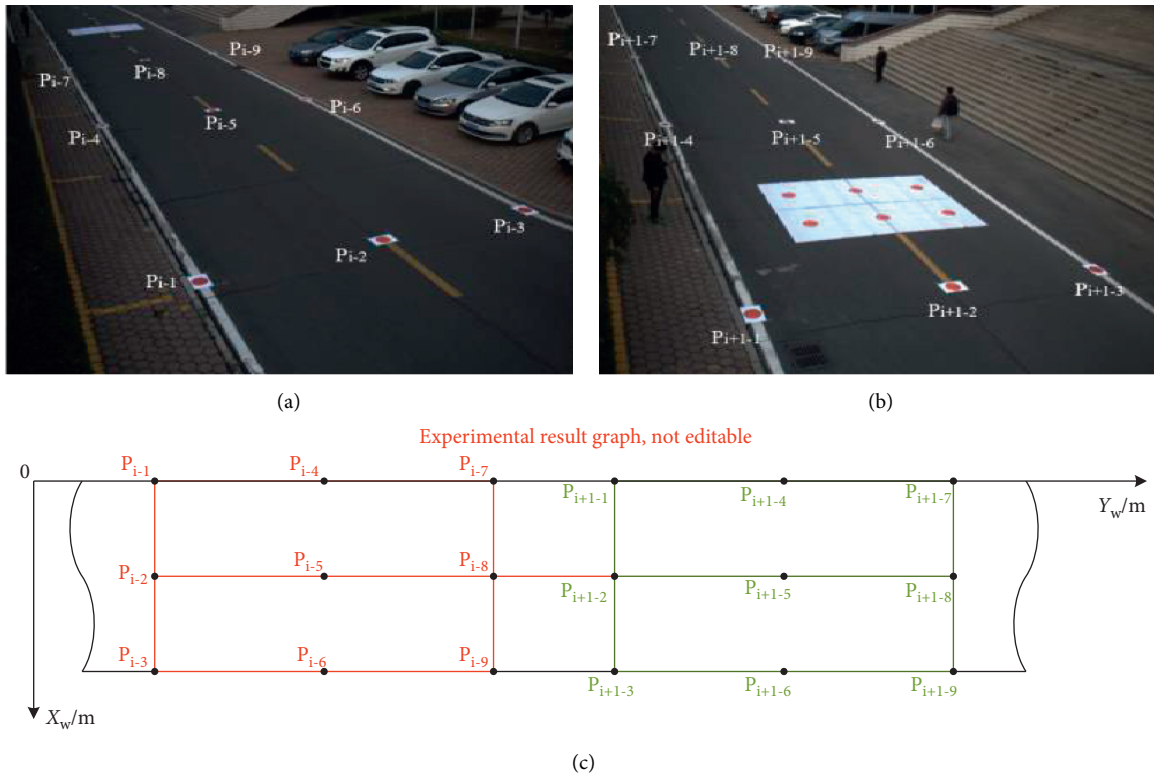 Pi-9
Pi-8
Pi-7
Pi-6
Pi-5
Pi-4
Pi-3
Pi-2
Pi-1
Pi+1-7
Pi+1-8
Pi+1-9
Pi+1-4
Pi+1-5
Pi+1-6
Pi+1-3
Pi+1-2
Pi+1-1
(a)
(b)
Experimental result graph, not editable
0
Pi-1 Pi-4 Pi-7
Pi+1-1 Pi+1-4 Pi+1-7
Yw/m
Pi-2 Pi-5 Pi-8
Pi+1-2 Pi+1-5 Pi+1-8
Pi-3 Pi-6 Pi-9
Pi+1-3 Pi+1-6 Pi+1-9
Xw/m
(c)